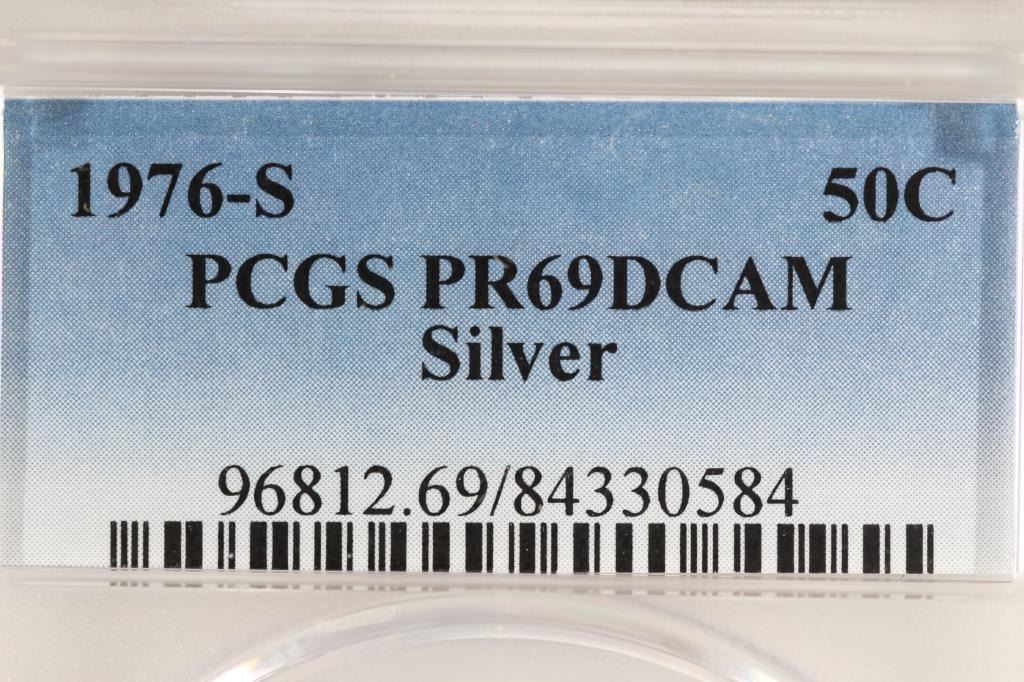 1976-S 50C
PCGS PR69DCAM
Silver
96812.69/84330584